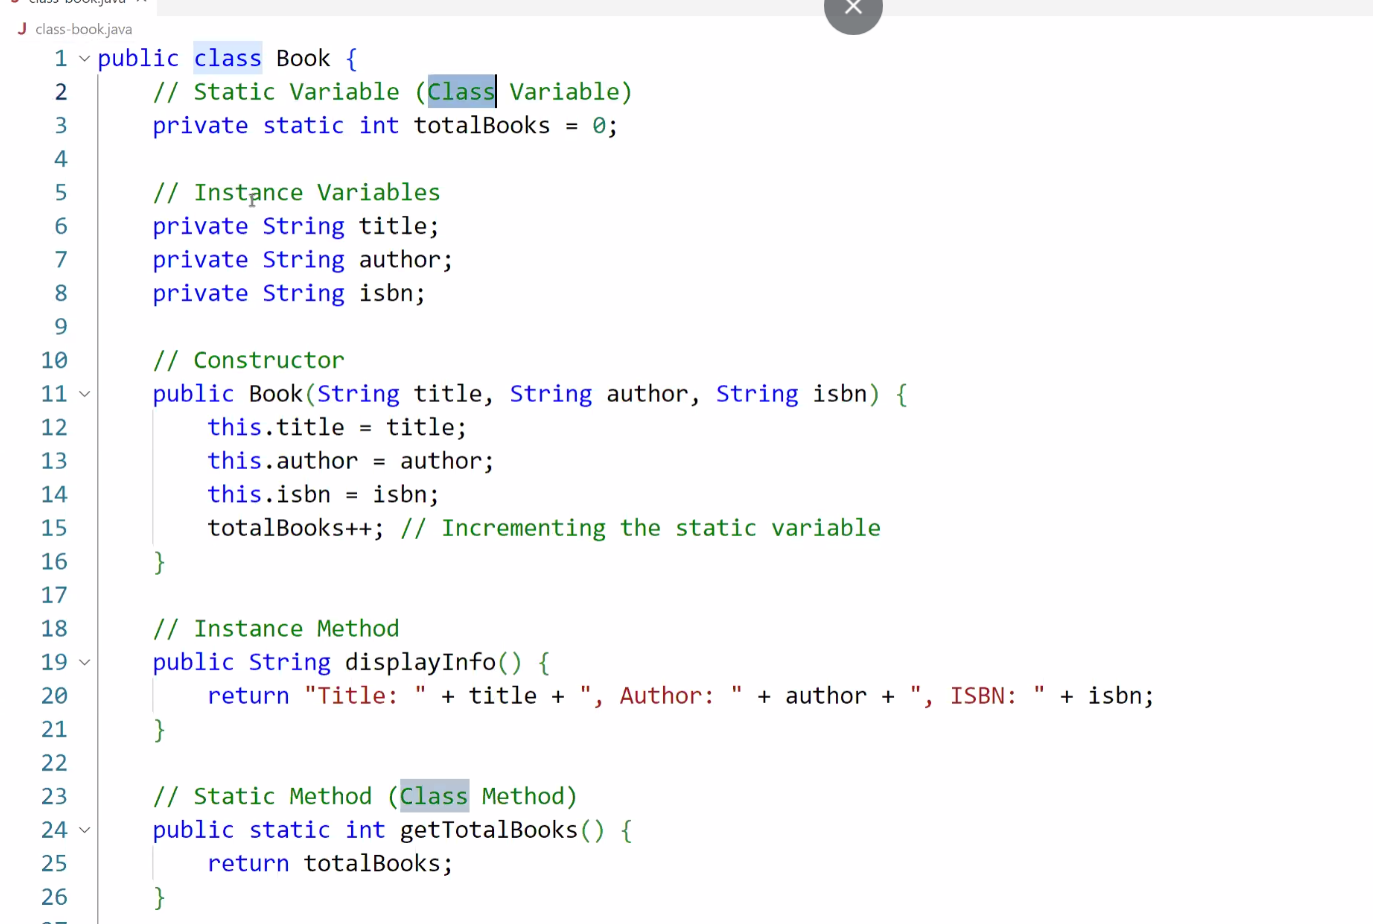 J class-book.java ×
J class-book.java
1 public class Book {
2 // Static Variable (Class Variable)
3 private static int totalBooks = 0;
4
5 // Instance Variables
6 private String title;
7 private String author;
8 private String isbn;
9
10 // Constructor
11 public Book(String title, String author, String isbn) {
12 this.title = title;
13 this.author = author;
14 this.isbn = isbn;
15 totalBooks++; // Incrementing the static variable
16 }
17
18 // Instance Method
19 public String displayInfo() {
20 return "Title: " + title + ", Author: " + author + ", ISBN: " + isbn;
21 }
22
23 // Static Method (Class Method)
24 public static int getTotalBooks() {
25 return totalBooks;
26 }
27